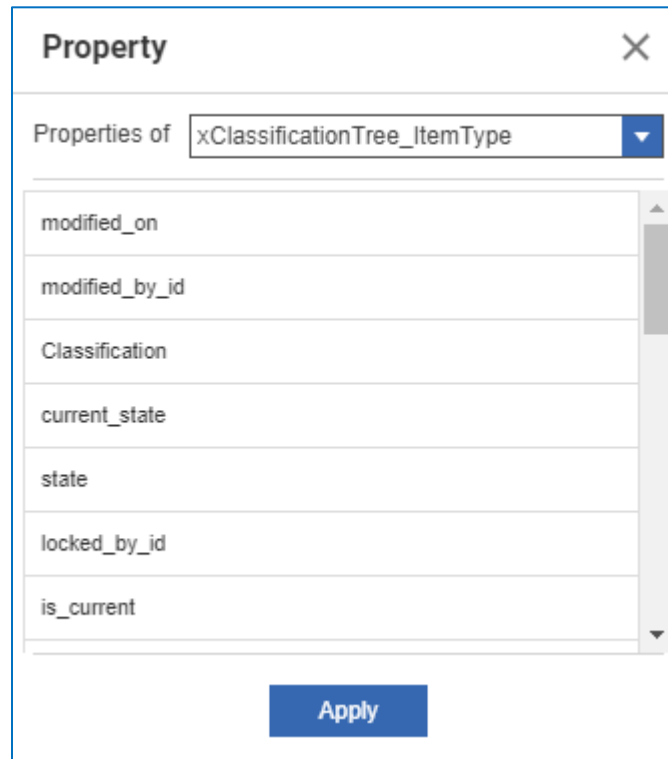 Property
Properties of xClassificationTree_ItemType
modified_on
modified_by_id
Classification
current_state
state
locked_by_id
is_current
Apply